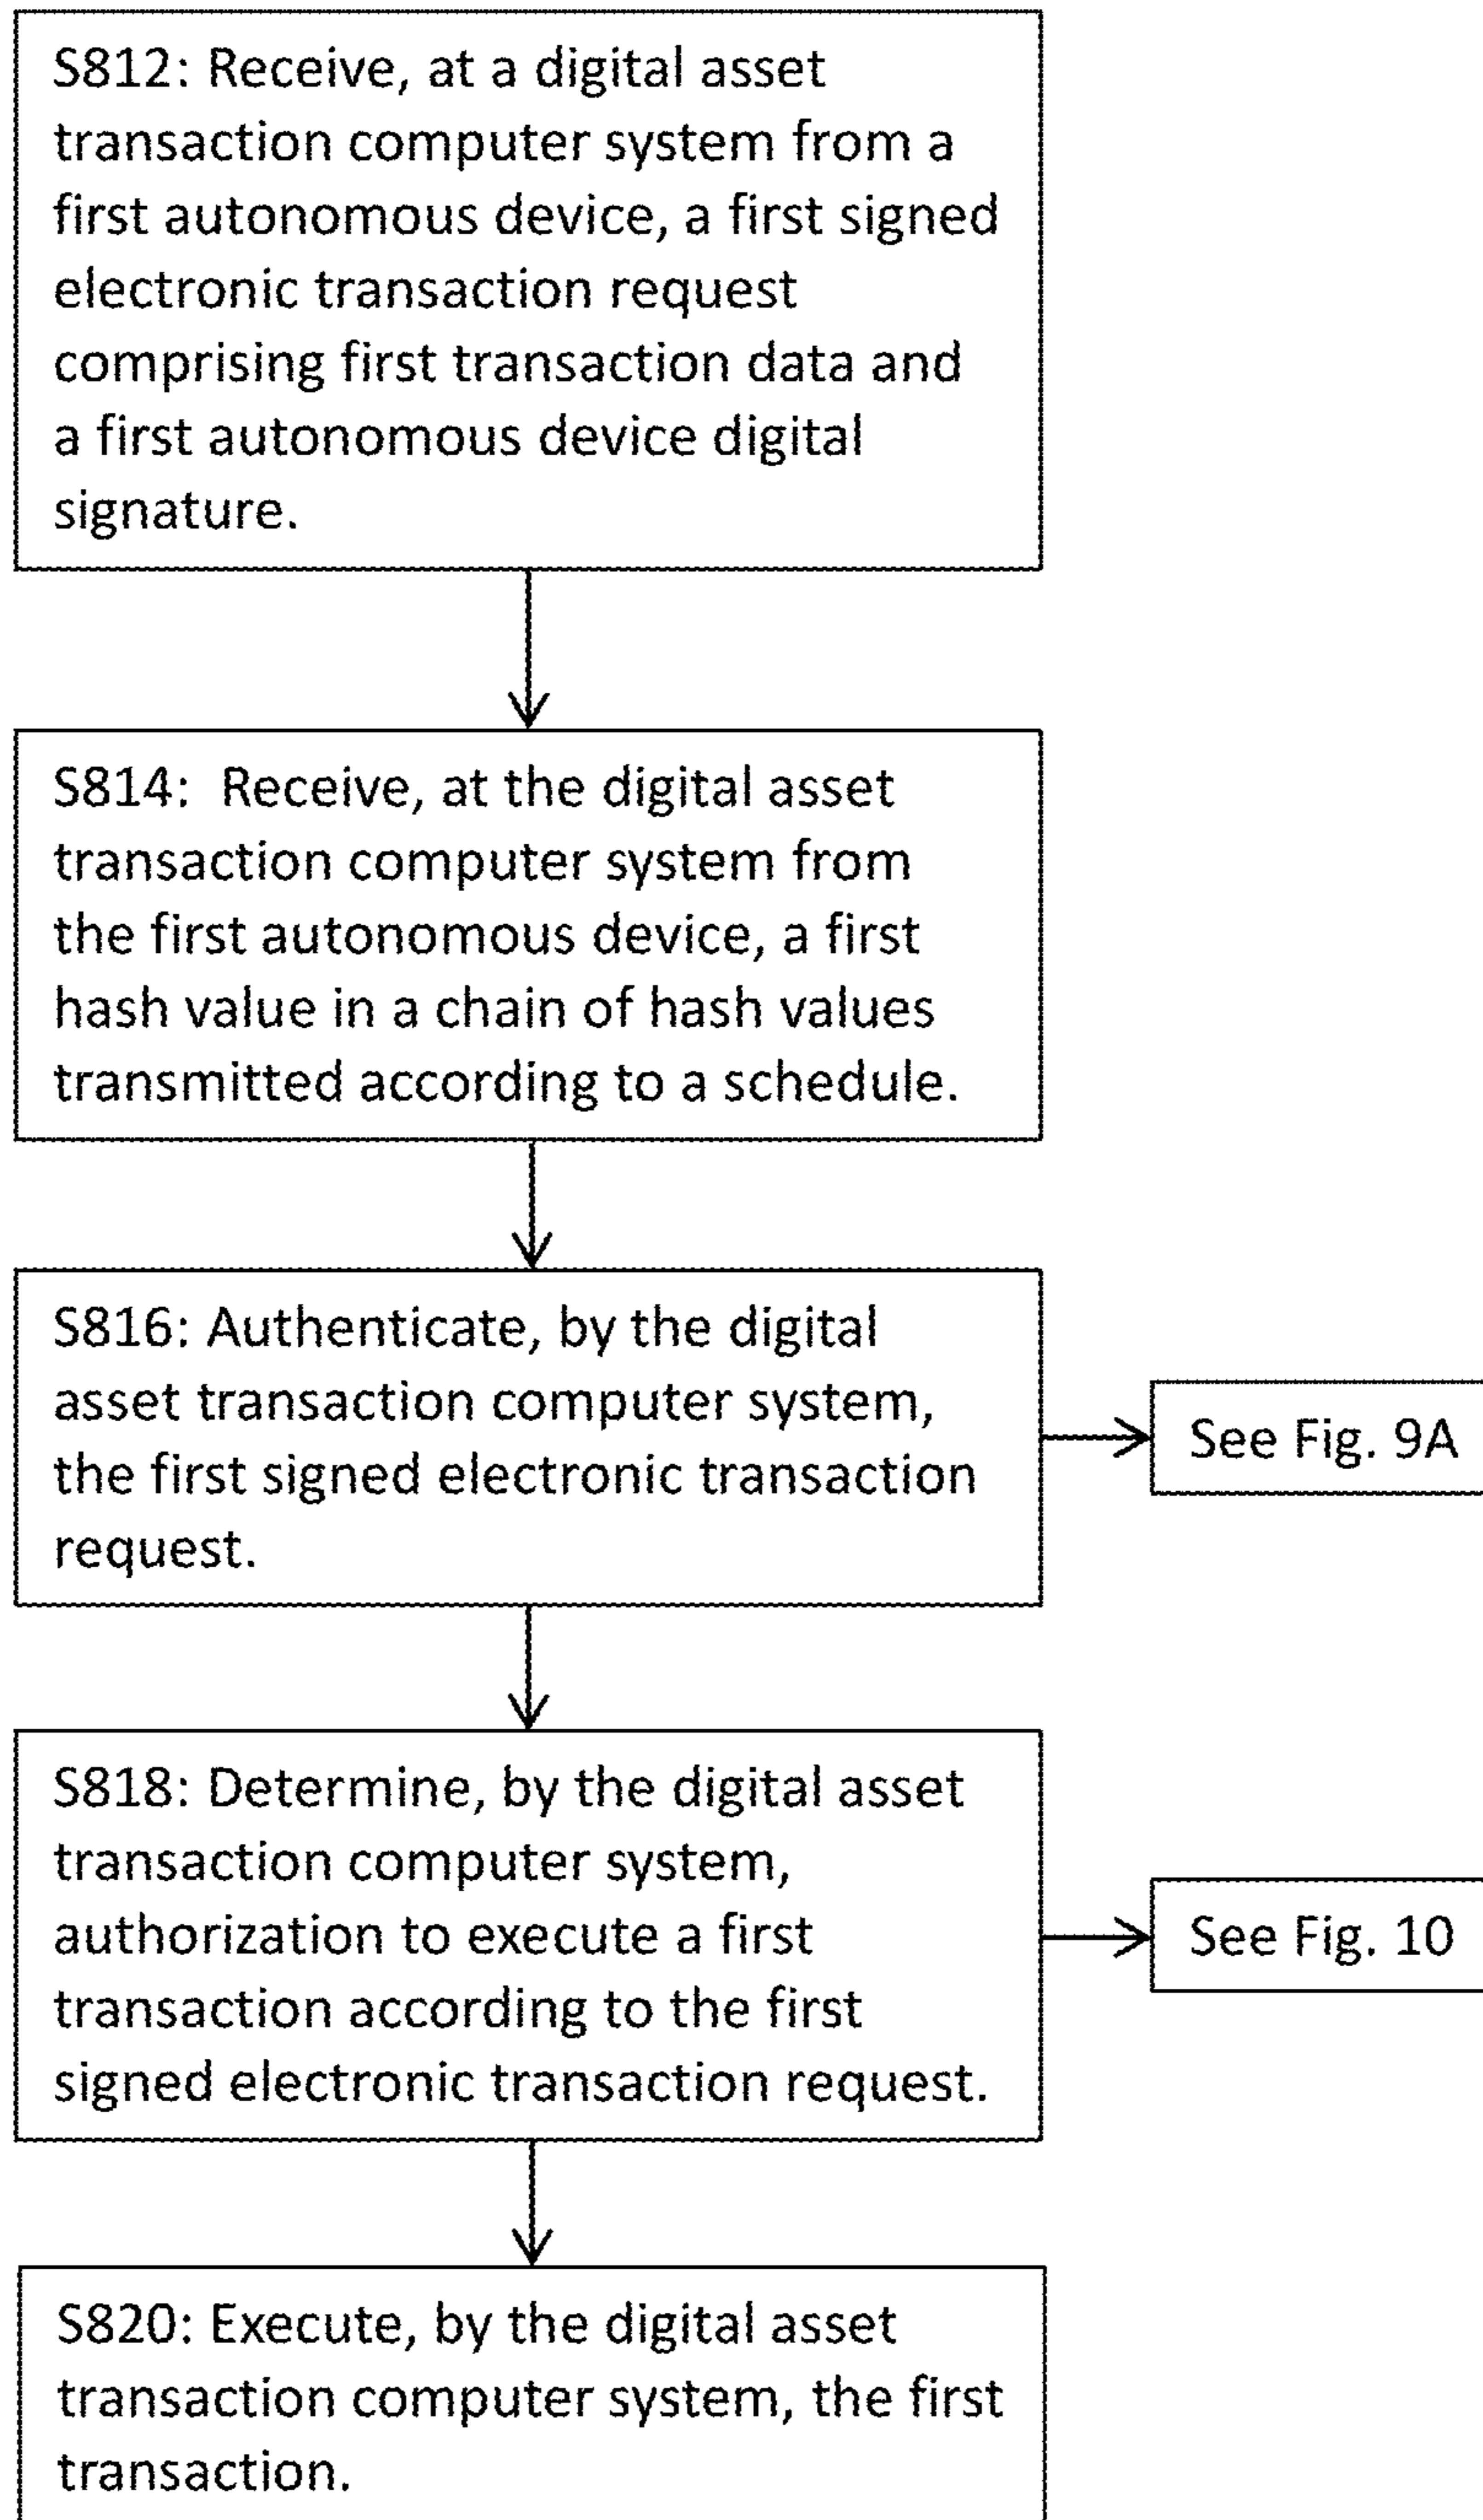 S812: Receive, at a digital asset
transaction computer system from a
first autonomous device, a first signed
electronic transaction request
comprising first transaction data and
a first autonomous device digital
signature.
S814:  Receive, at the digital asset
transaction computer system from
the first autonomous device, a first
hash value in a chain of hash values
transmitted according to a schedule.
S816: Authenticate, by the digital
asset transaction computer system,
the first signed electronic transaction
request.
See Fig. 9A
S818: Determine, by the digital asset
transaction computer system,
authorization to execute a first
transaction according to the first
signed electronic transaction request.
See Fig. 10
S820: Execute, by the digital asset
transaction computer system, the first
transaction.